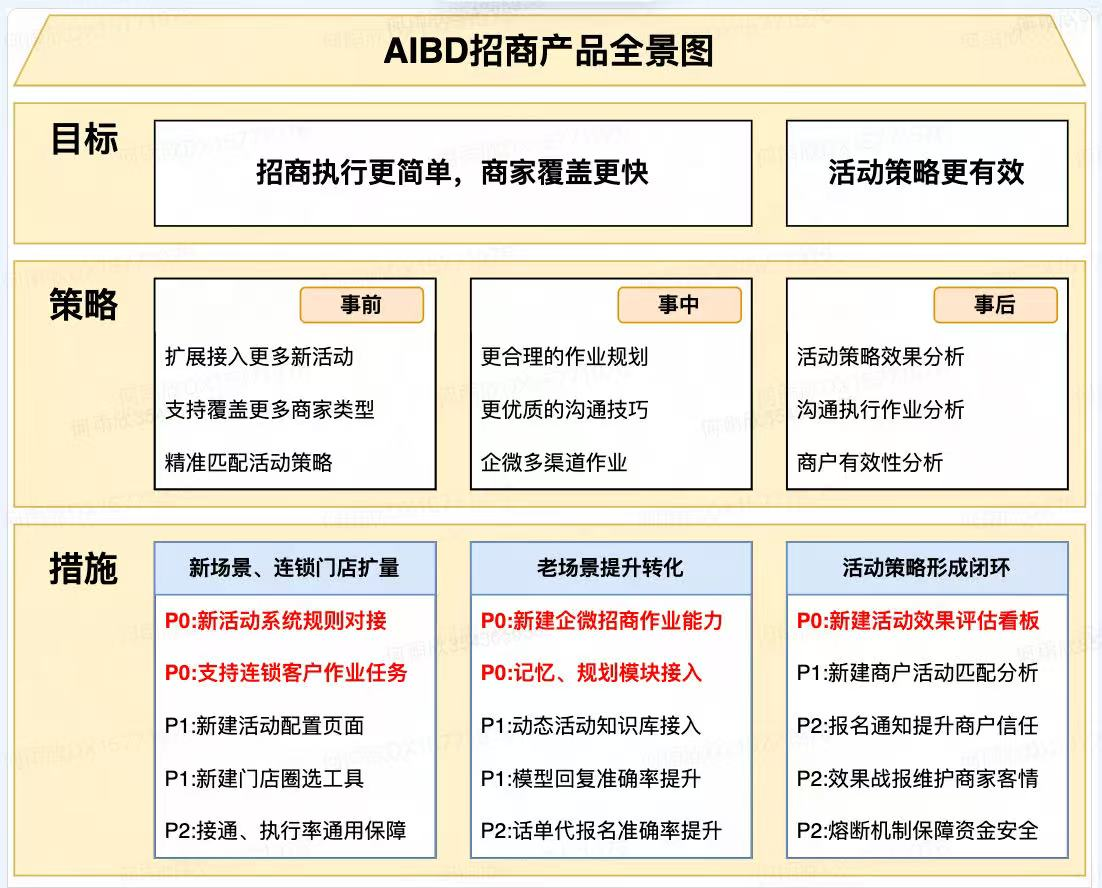 AIBD招商产品全景图
目标
招商执行更简单，商家覆盖更快
活动策略更有效
策略
事前
扩展接入更多新活动
支持覆盖更多商家类型
精准匹配活动策略
事中
更合理的作业规划
更优质的沟通技巧
企微多渠道作业
事后
活动策略效果分析
沟通执行作业分析
商户有效性分析
措施
新场景、连锁门店扩量
P0:新活动系统规则对接
P0:支持连锁客户作业任务
P1:新建活动配置页面
P1:新建门店圈选工具
P2:接通、执行率通用保障
老场景提升转化
P0:新建企微招商作业能力
P0:记忆、规划模块接入
P1:动态活动知识库接入
P1:模型回复准确率提升
P2:话单代报名准确率提升
活动策略形成闭环
P0:新建活动效果评估看板
P1:新建商户活动匹配分析
P2:报名通知提升商户信任
P2:效果战报维护商家客情
P2:熔断机制保障资金安全